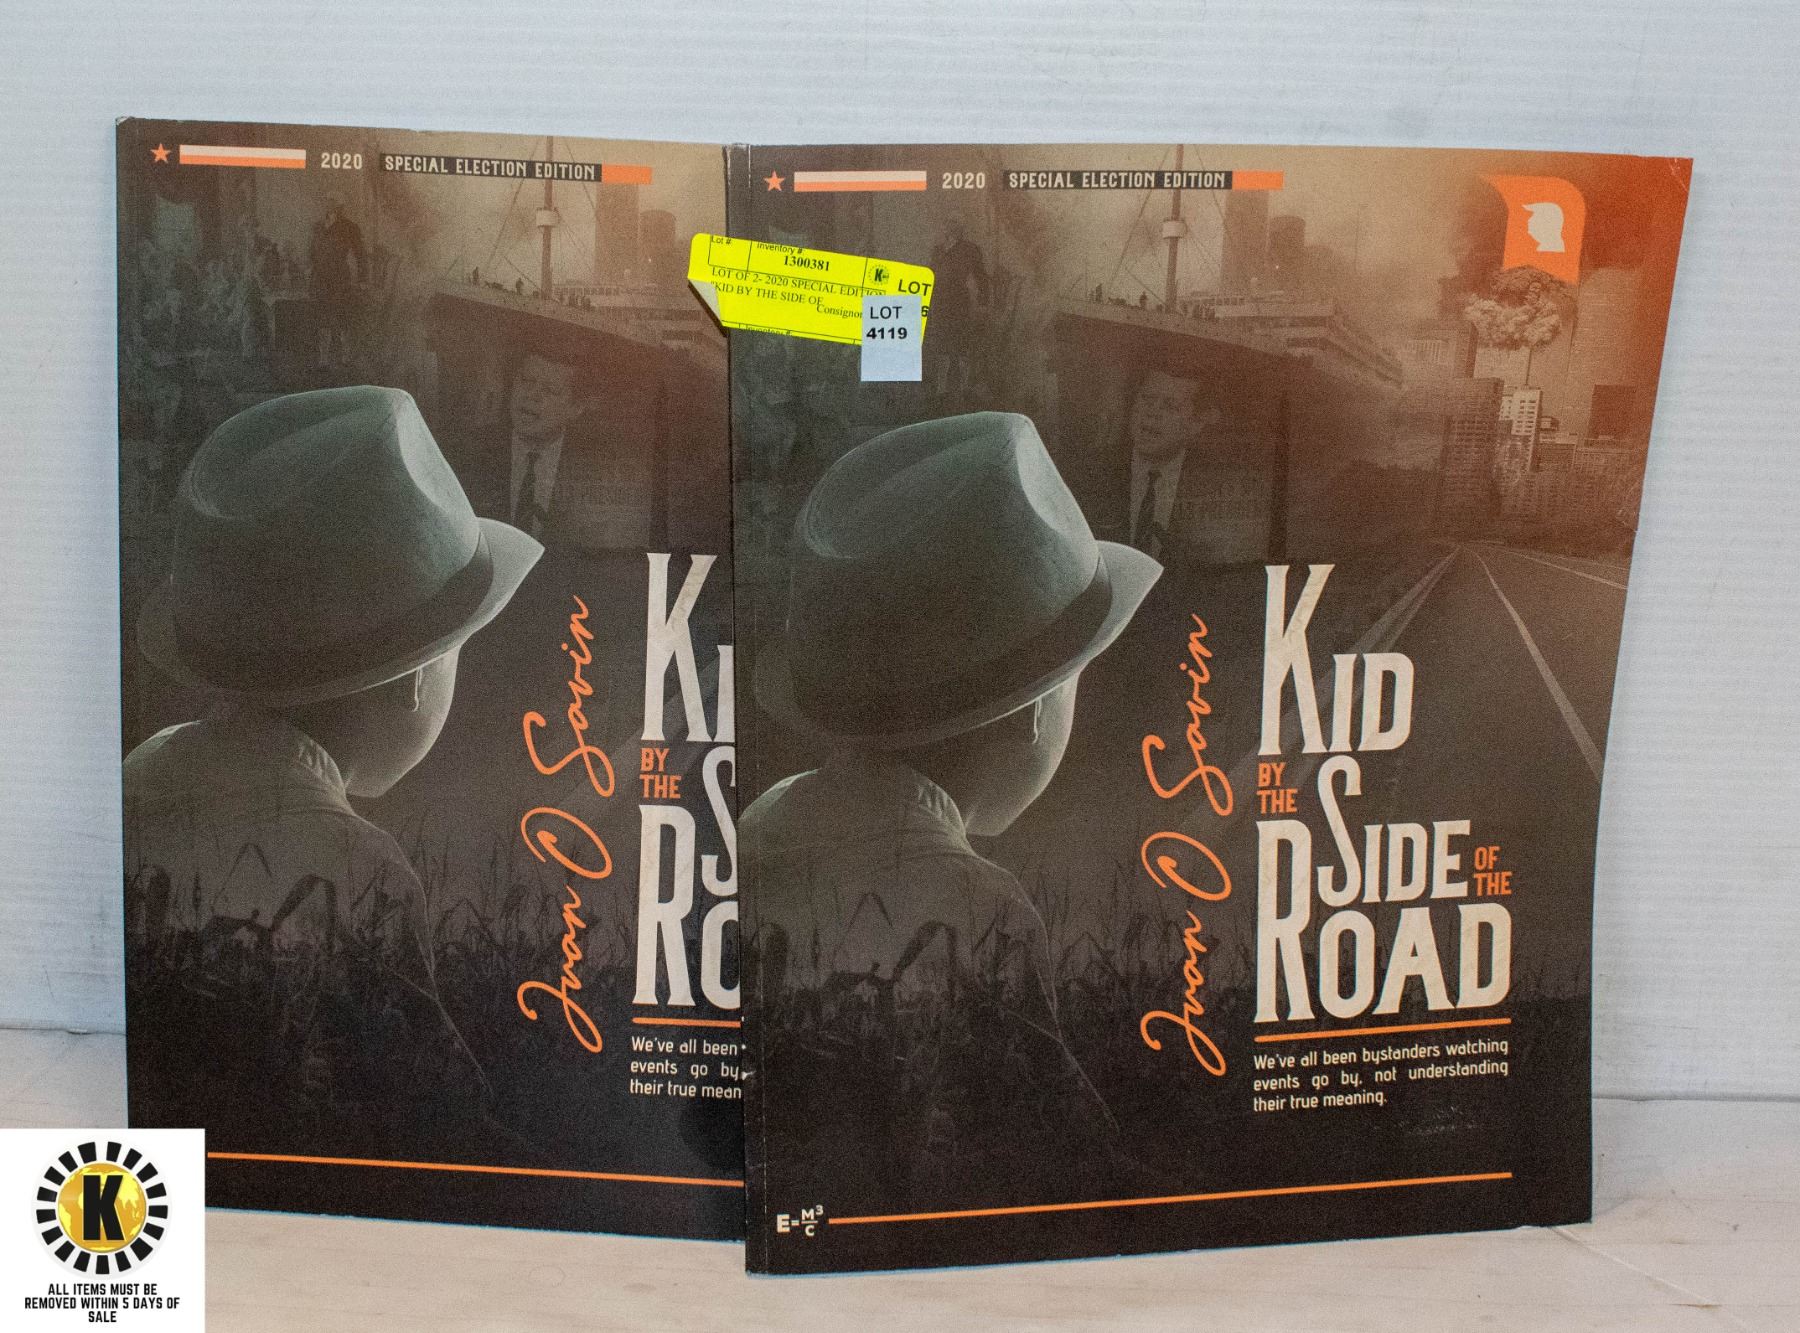 2020 SPECIAL ELECTION EDITION
Juan O Savin
K
BY
THE S
RO
We've all been
events go by,
their true mean
2020 SPECIAL ELECTION EDITION
Lot # Inventory #
1300381
K LOT
LOT OF 2- 2020 SPECIAL EDITION
"KID BY THE SIDE OF
Consignor
Inventory #
LOT
4119
Juan O Savin
KID
BY
THE SIDE OF
THE
ROAD
We've all been bystanders watching
events go by, not understanding
their true meaning.
E=M³/C
K
ALL ITEMS MUST BE
REMOVED WITHIN 5 DAYS OF
SALE